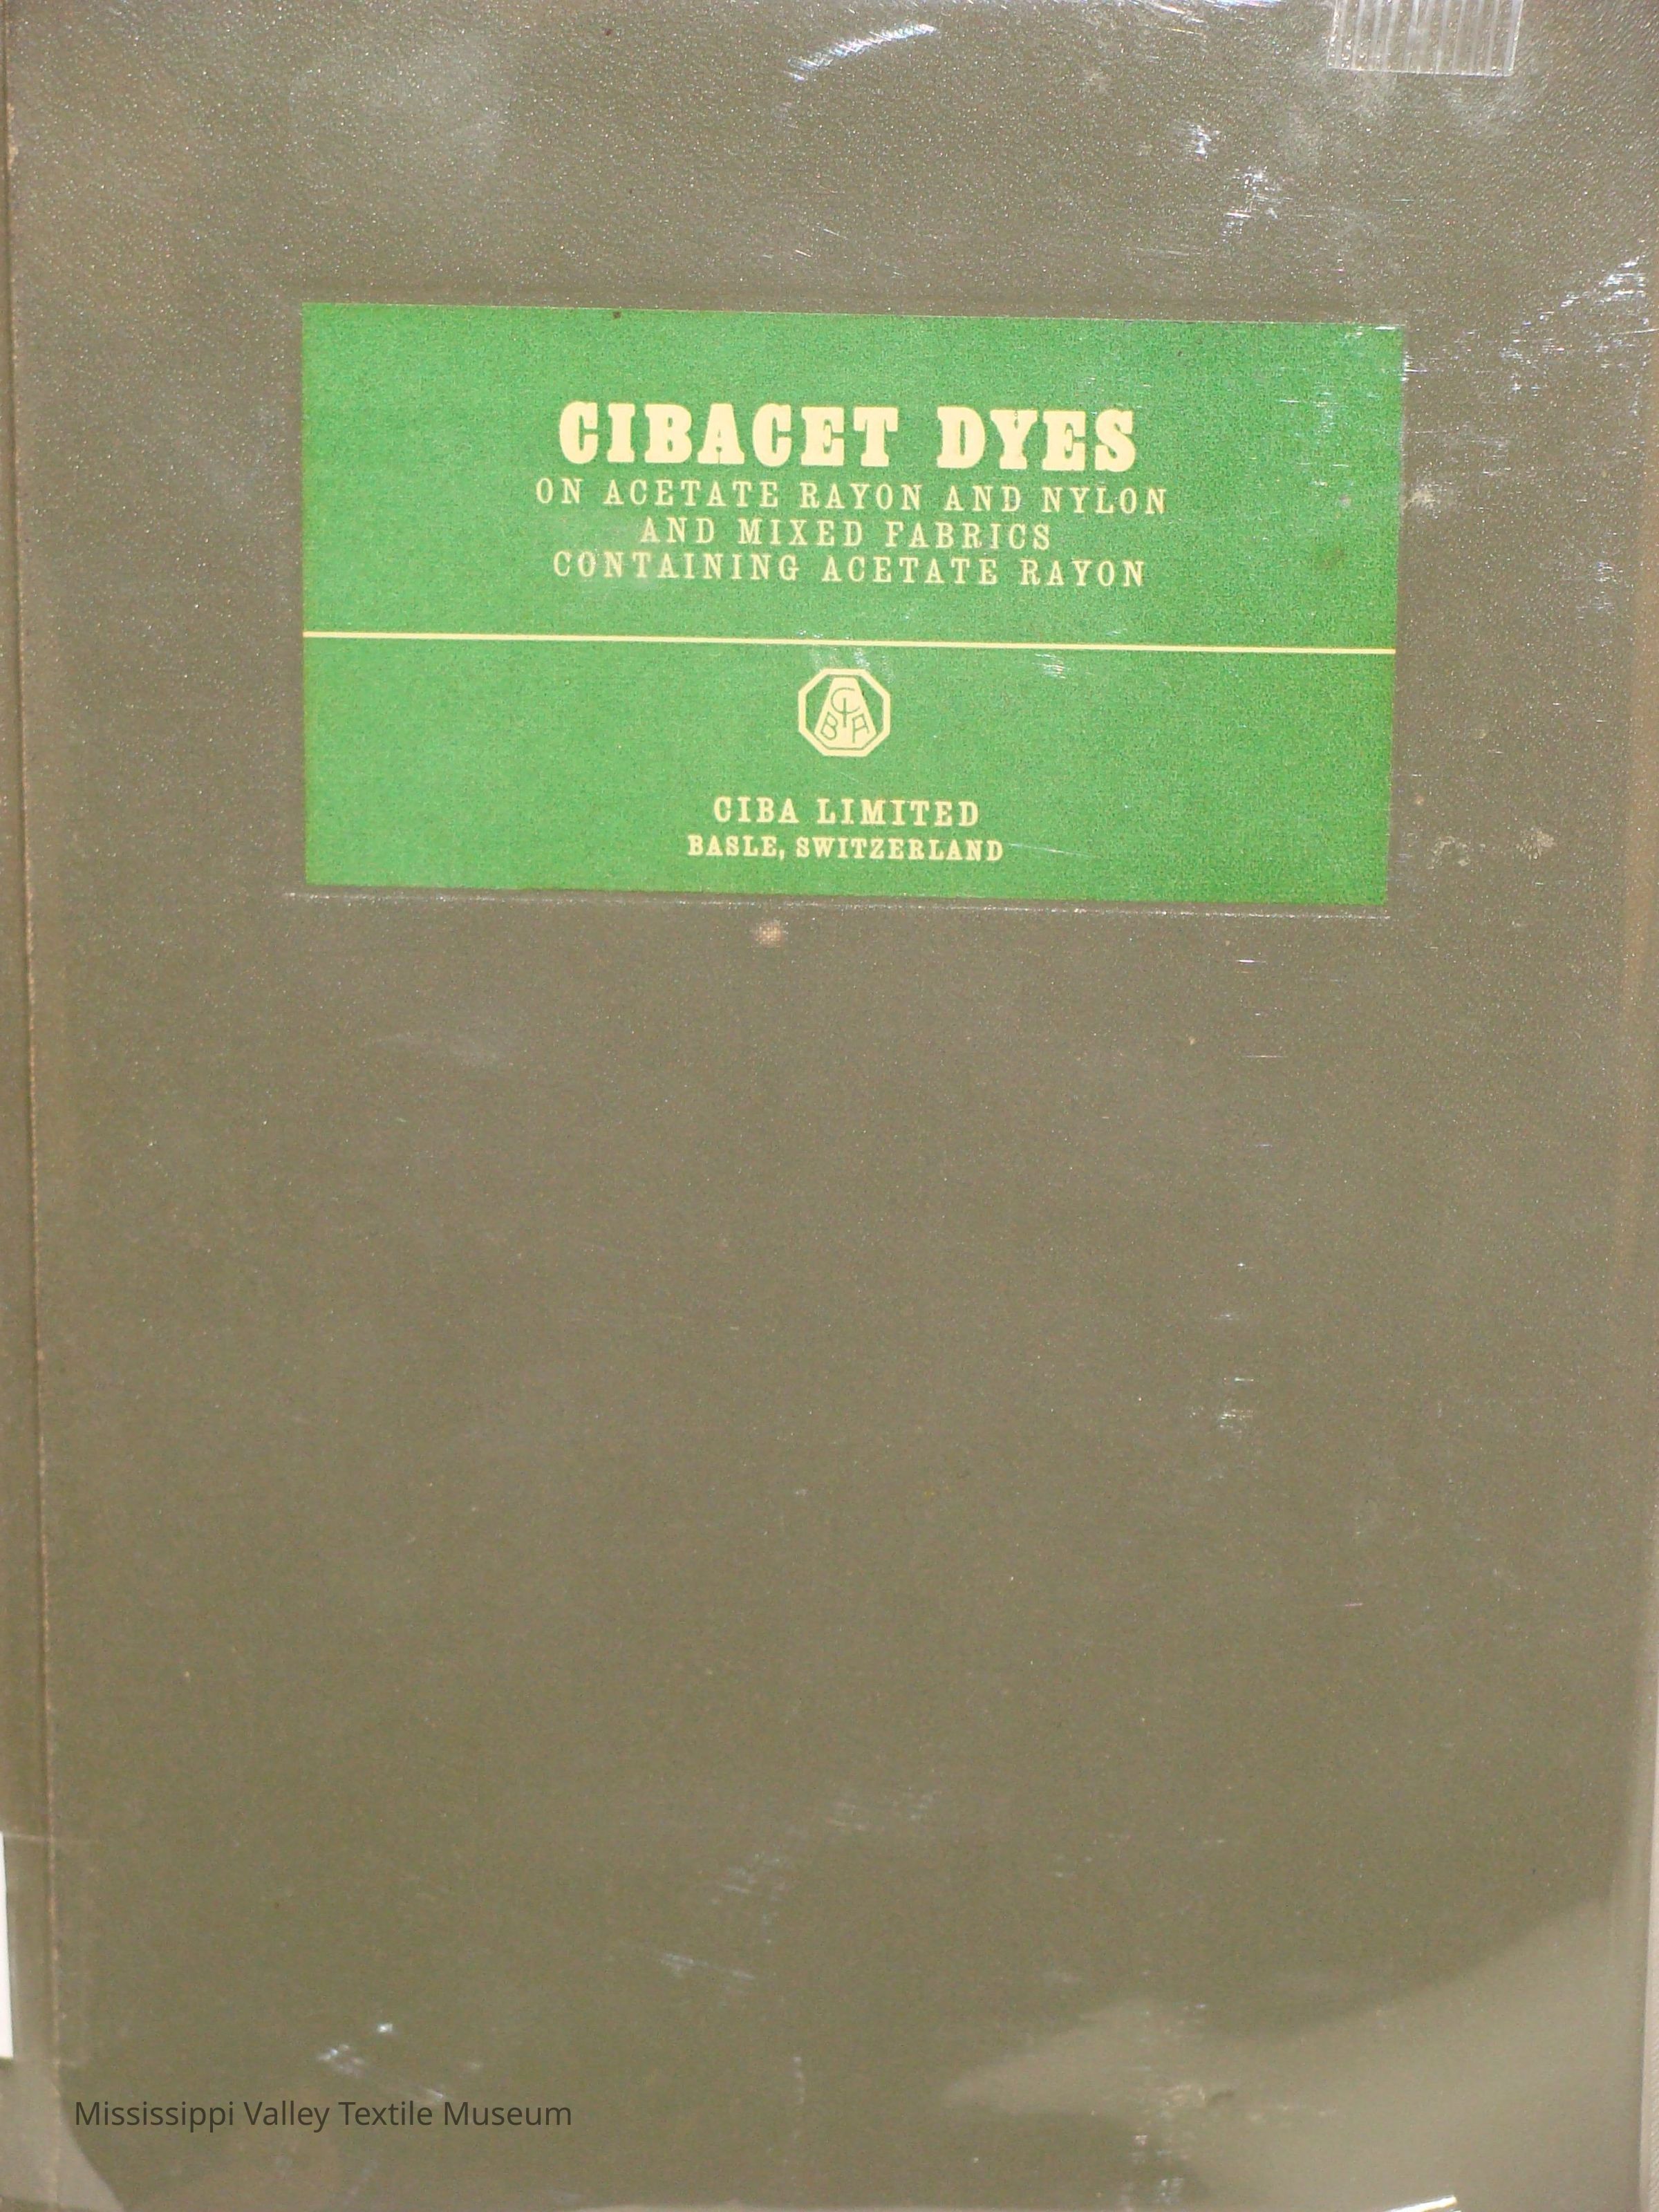 CIBACET DYES
ON ACETATE RAYON AND NYLON
AND MIXED FABRICS
CONTAINING ACETATE RAYON
CIBA
CIBA LIMITED
BASLE, SWITZERLAND
Mississippi Valley Textile Museum